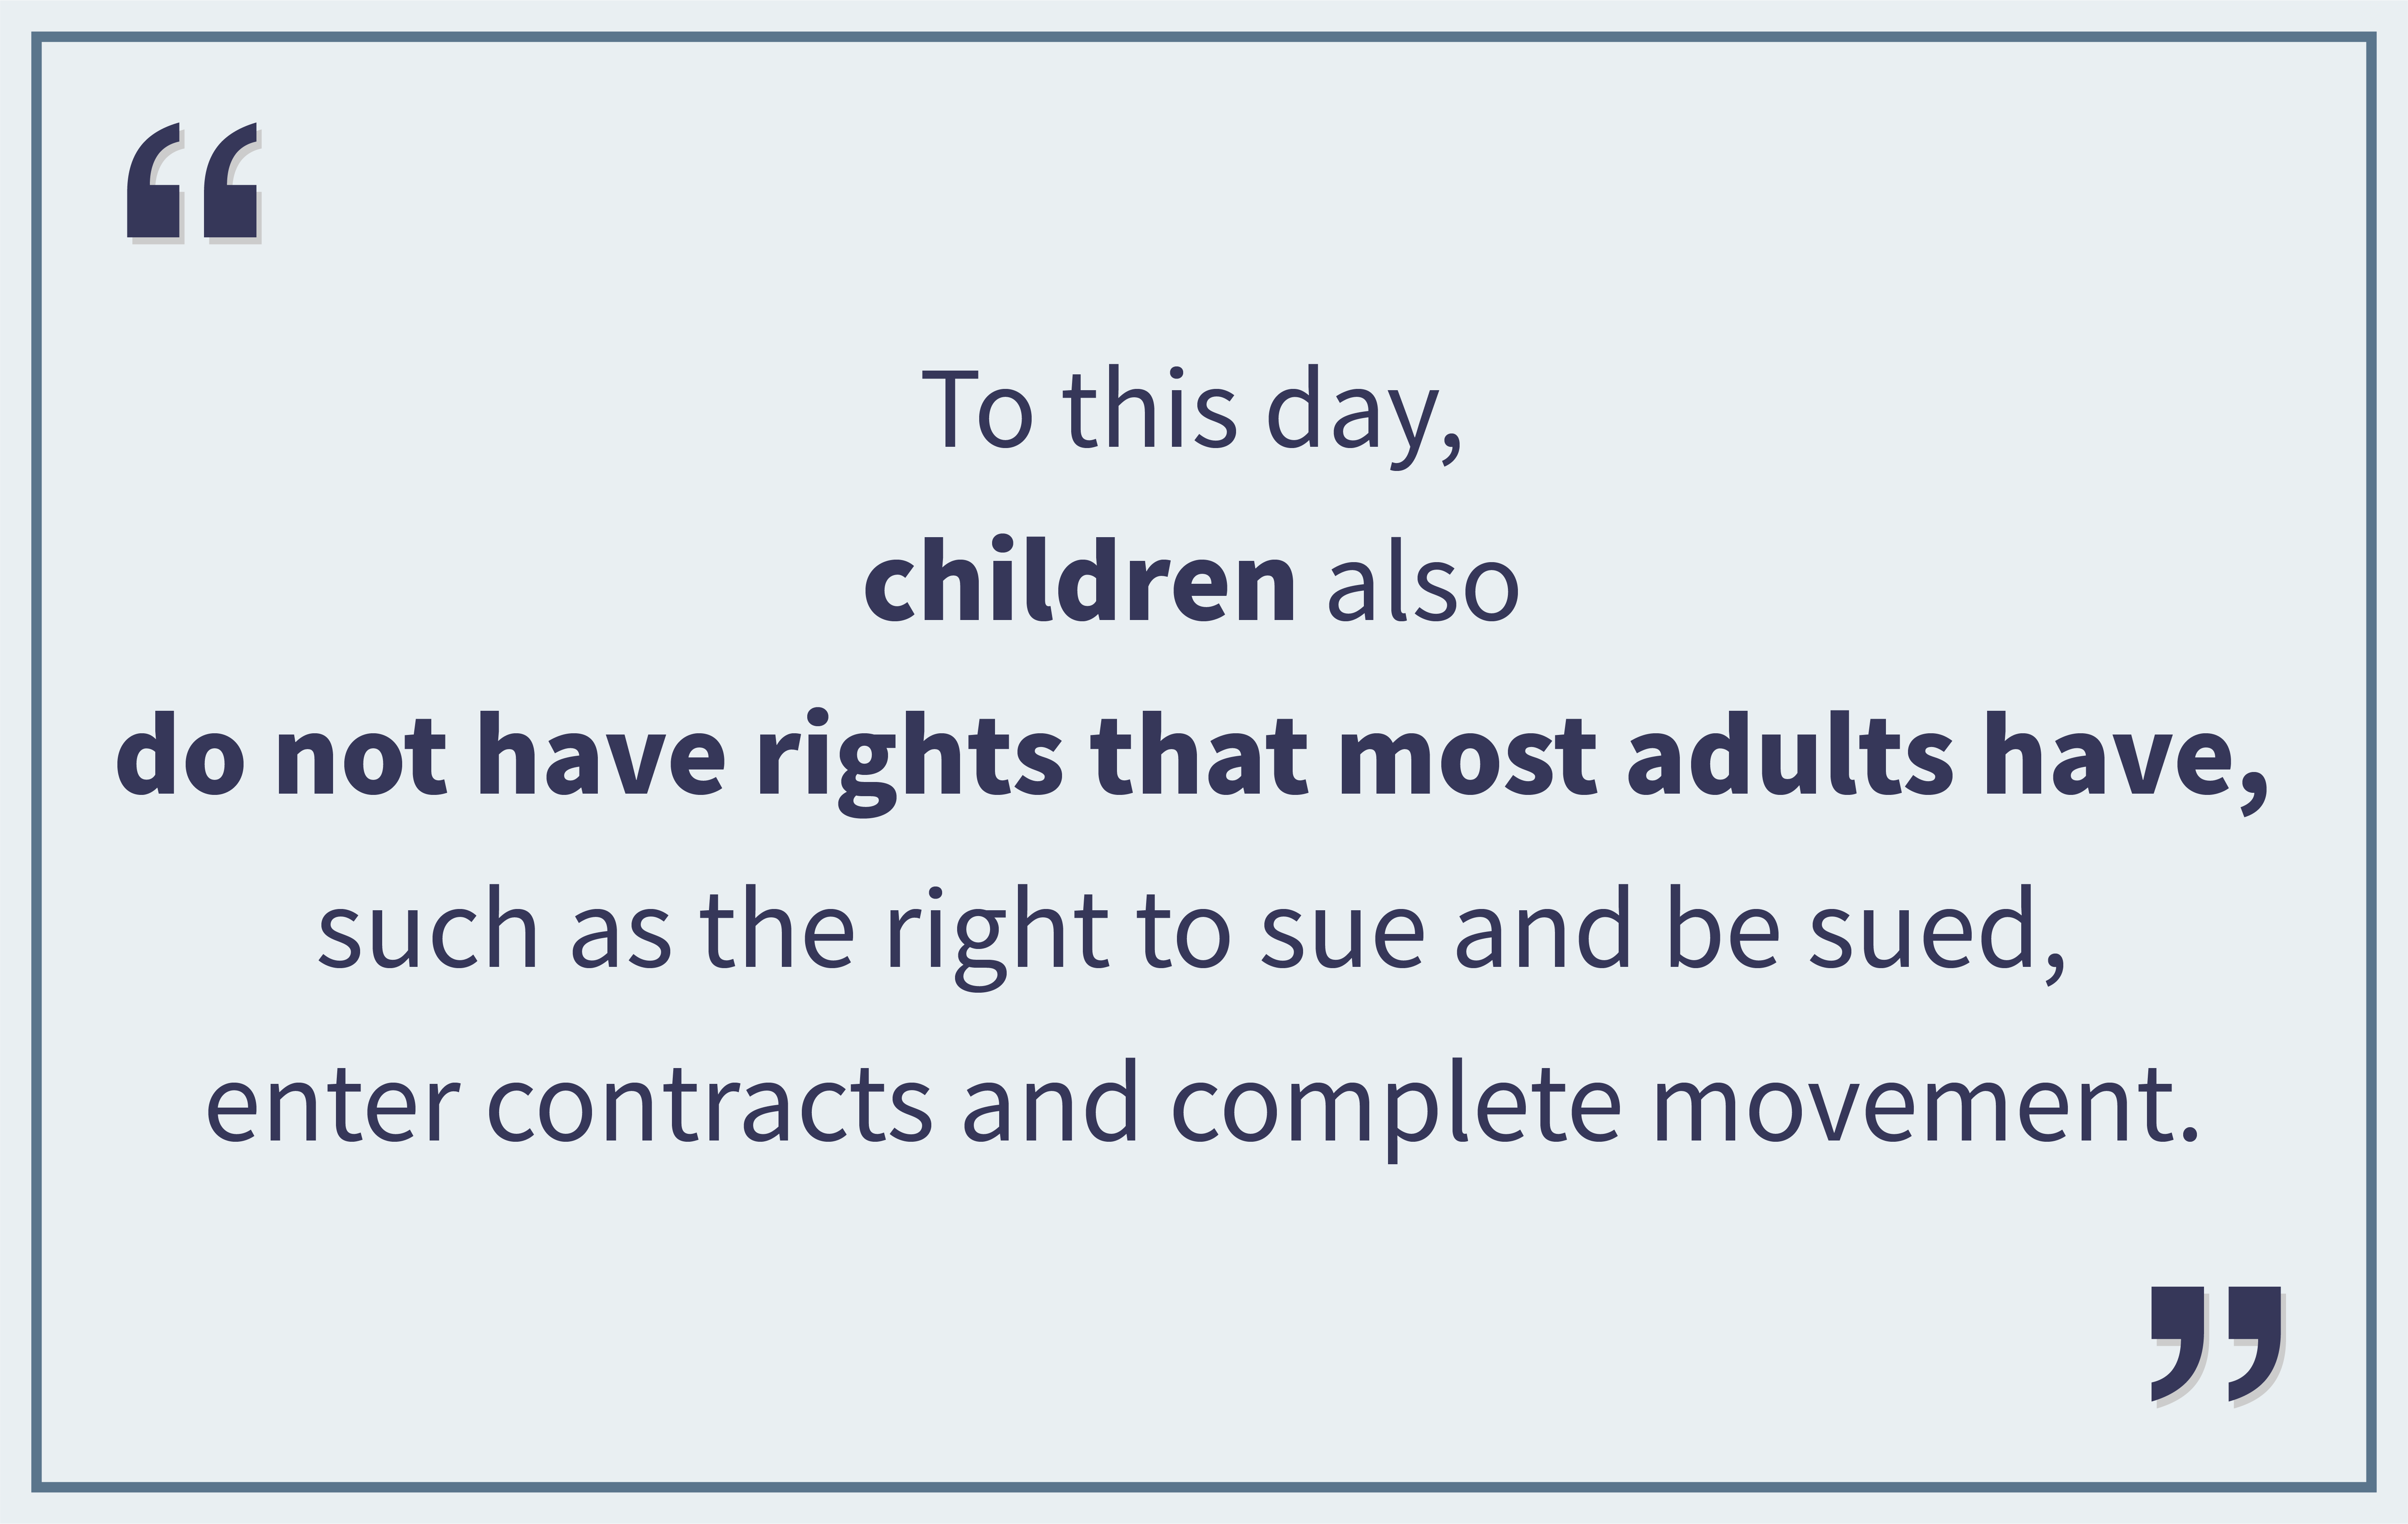 “
To this day,
children also
do not have rights that most adults have,
such as the right to sue and be sued,
enter contracts and complete movement.
”